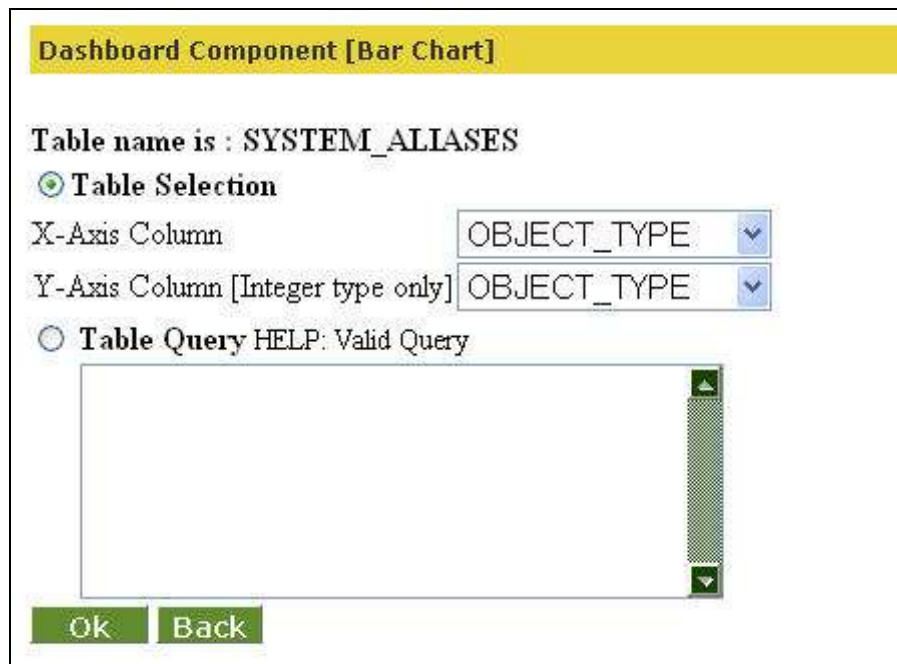 Dashboard Component [Bar Chart]
Table name is : SYSTEM_ALIASES
Table Selection
X-Axis Column OBJECT_TYPE
Y-Axis Column [Integer type only] OBJECT_TYPE
Table Query HELP: Valid Query
Ok Back